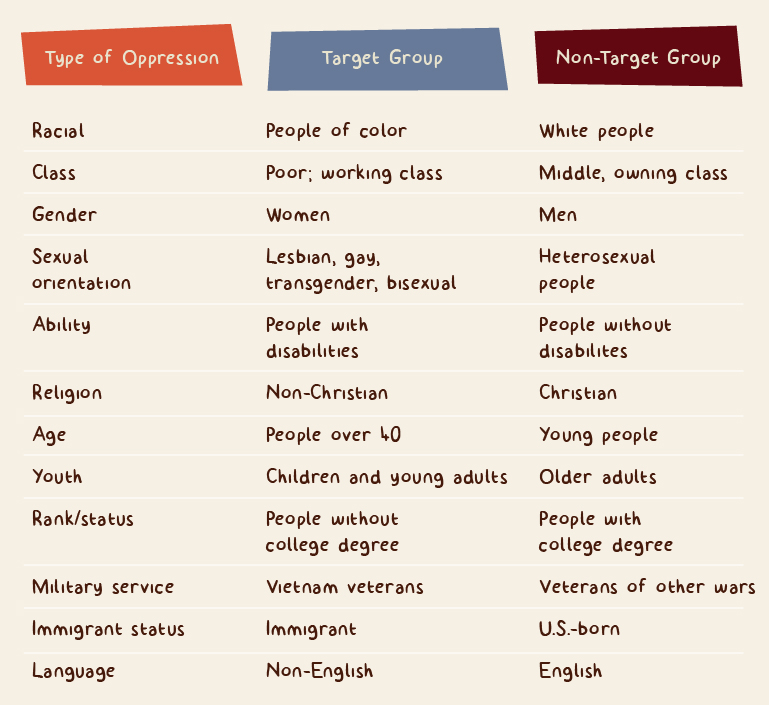 Type of Oppression Target Group Non-Target Group
Racial People of color White people
Class Poor; working class Middle, owning class
Gender Women Men
Sexual Lesbian, gay, Heterosexual
orientation transgender, bisexual people
Ability People with People without
disabilities disabilites
Religion Non-Christian Christian
Age People over 40 Young people
Youth Children and young adults Older adults
Rank/status People without People with
college degree college degree
Military service Vietnam veterans Veterans of other wars
Immigrant status Immigrant U.S.-born
Language Non-English English